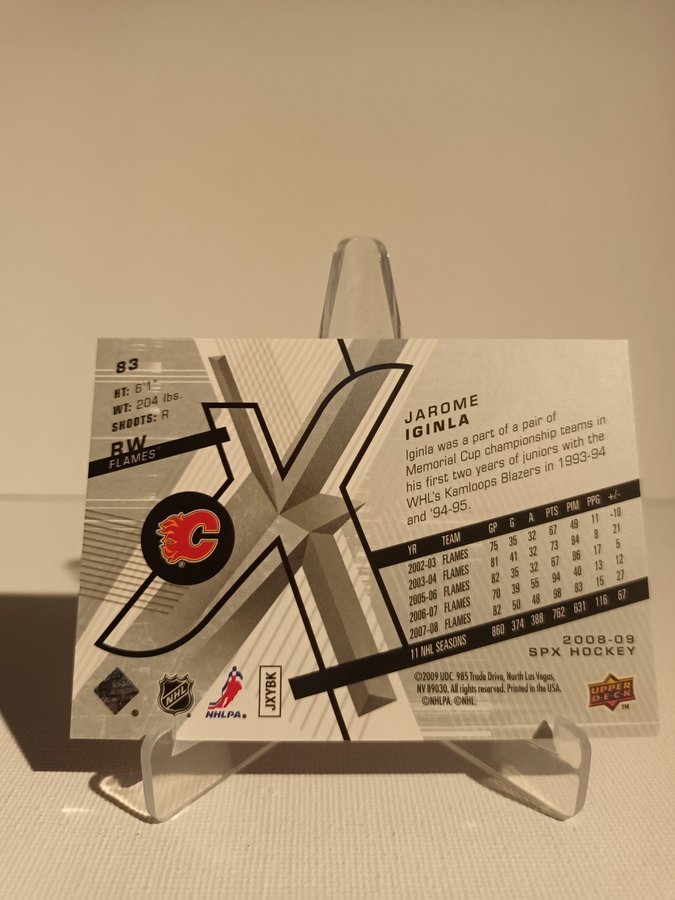 83
HT: 6'1"
WT: 204 lbs.
SHOOTS: R
RW
FLAMES
JAROME
IGINLA
Iginla was a part of a pair of
Memorial Cup championship teams in
his first two years of juniors with the
WHL's Kamloops Blazers in 1993-94
and '94-95.
YR TEAM GP G A PTS PIM PPG +/-
2002-03 FLAMES 75 35 32 67 49 11 -10
2003-04 FLAMES 81 41 32 73 84 8 21
2005-06 FLAMES 82 35 32 67 86 17 5
2006-07 FLAMES 70 39 55 94 40 13 12
2007-08 FLAMES 82 50 48 98 83 15 27
11 NHL SEASONS 860 374 388 762 631 116 67
2008-09
SPX HOCKEY
©2009 UDC. 985 Trade Drive, North Las Vegas,
NV 89030. All rights reserved. Printed in the USA.
©NHLPA. ©NHL.
C
NHL
NHLPA®
JXYBK
UPPER
DECK
TM